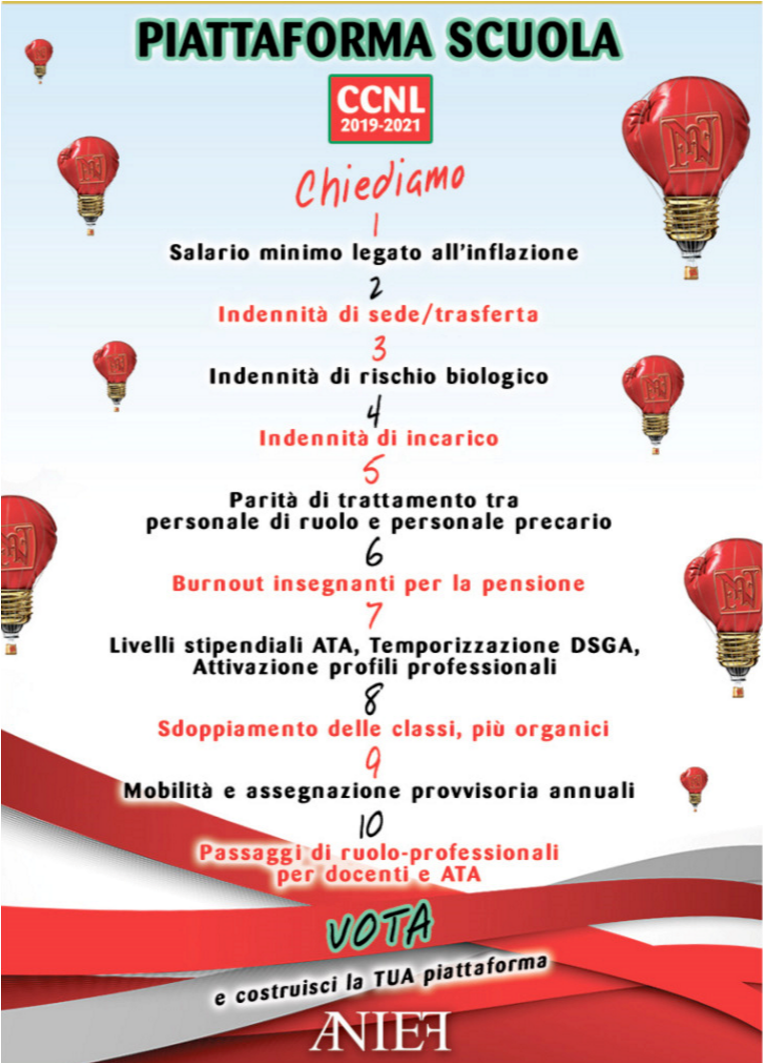 PIATTAFORMA SCUOLA
CCNL
2019-2021
Chiediamo
1
Salario minimo legato all'inflazione
2
Indennità di sede/trasferta
3
Indennità di rischio biologico
4
Indennità di incarico
5
Parità di trattamento tra
personale di ruolo e personale precario
6
Burnout insegnanti per la pensione
7
Livelli stipendiali ATA, Temporizzazione DSGA,
Attivazione profili professionali
8
Sdoppiamento delle classi, più organici
9
Mobilità e assegnazione provvisoria annuali
10
Passaggi di ruolo-professionali
per docenti e ATA
VOTA
e costruisci la TUA piattaforma
ANIEF